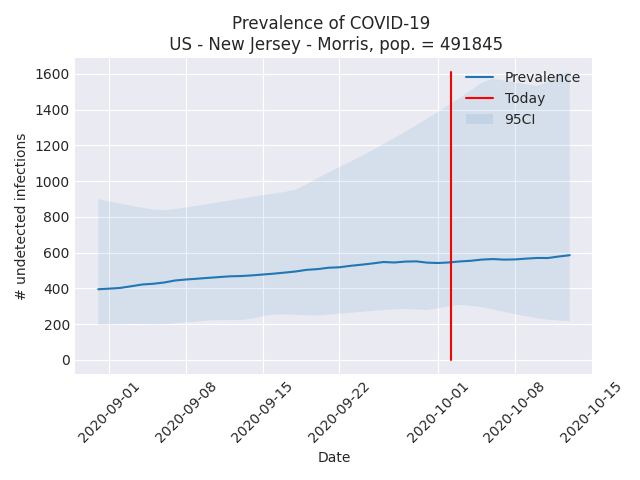 Prevalence of COVID-19
US - New Jersey - Morris, pop. = 491845
1600
1400
1200
1000
800
600
400
200
0
# undetected infections
Prevalence
Today
95CI
2020-09-01
2020-09-08
2020-09-15
2020-09-22
2020-10-01
2020-10-08
2020-10-15
Date